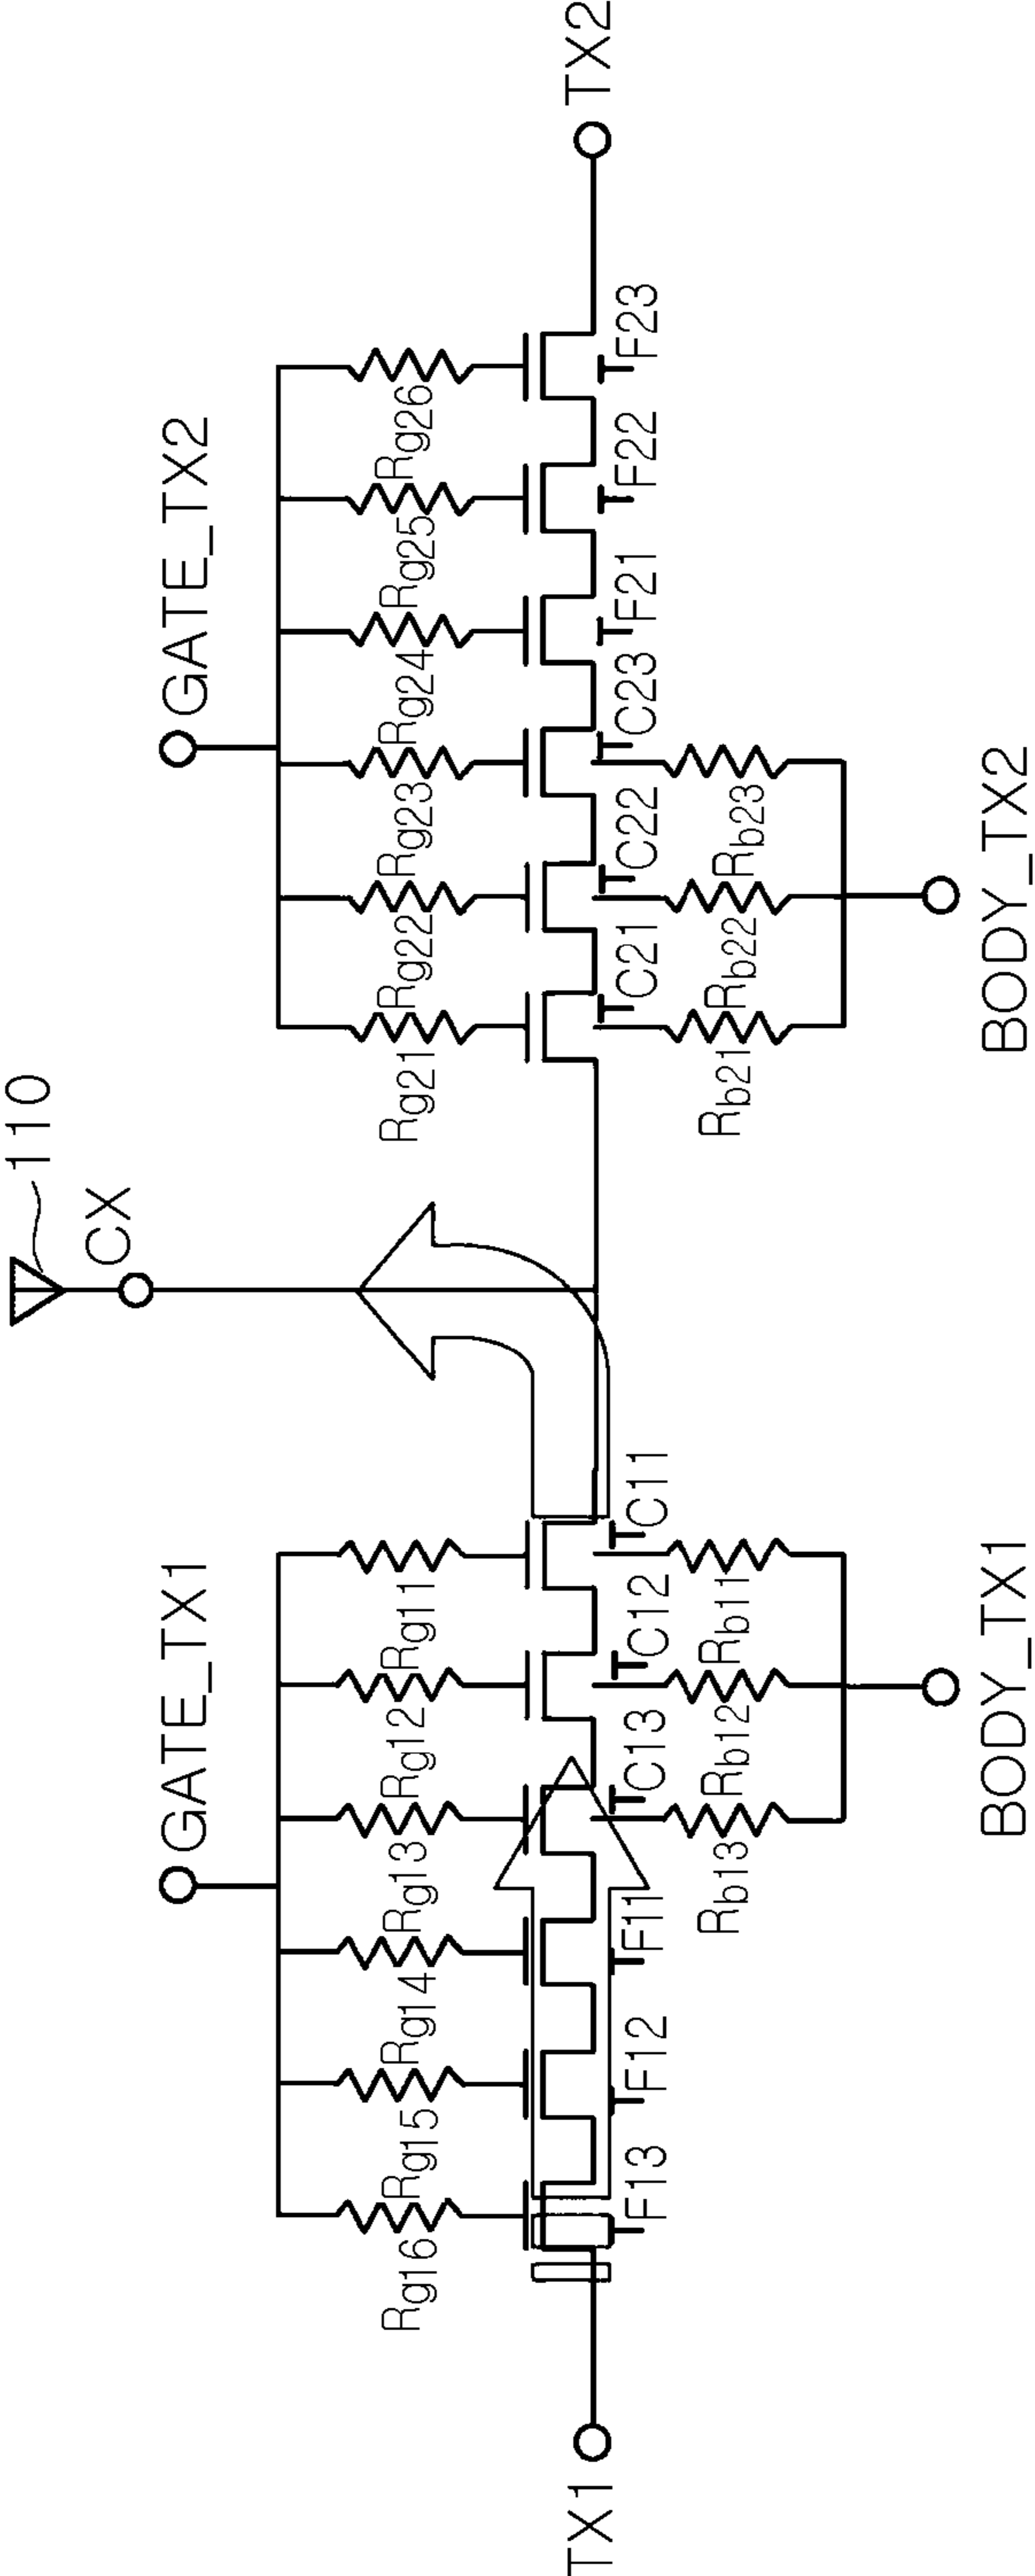 110
CX
GATE_TX1
GATE_TX2
Rg16
Rg15
Rg14
Rg13
Rg12
Rg11
Rg21
Rg22
Rg23
Rg24
Rg25
Rg26
TX1
TX2
F13
F12
F11
C13
C12
C11
C21
C22
C23
F21
F22
F23
Rb13
Rb12
Rb11
Rb21
Rb22
Rb23
BODY_TX1
BODY_TX2